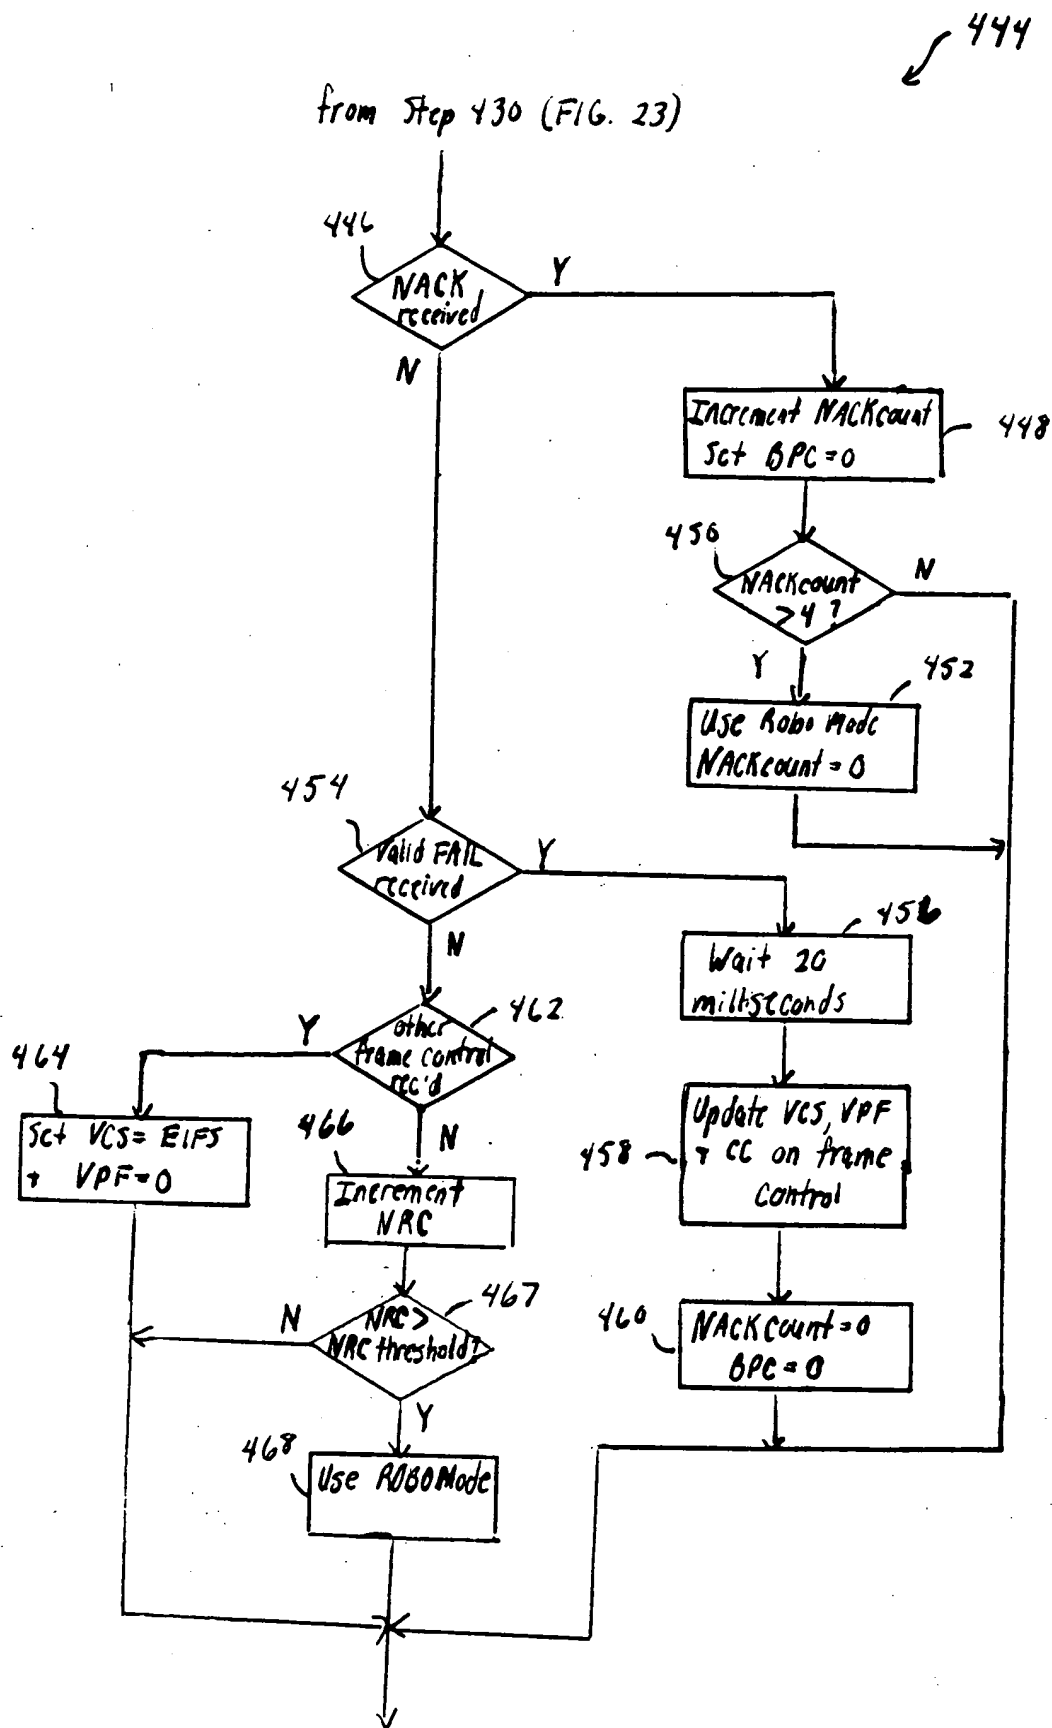 444
from Step 430 (FIG. 23)
446
NACK
received
Y
N
Increment NACKcount
Set BPC=0
448
450
NACKcount
>4?
N
Y
452
Use Robo Mode
NACKcount=0
454
Valid FAIL
received
Y
N
456
Wait 20
milliseconds
462
other
frame control
rec'd
Y
N
464
Set VCS= EIFS
+ VPF=0
458
Update VCS, VPF
+ CC on frame
control
466
Increment
NRC
467
NRC>
NRC threshold?
N
Y
460
NACKcount=0
BPC=0
468
Use ROBO Mode